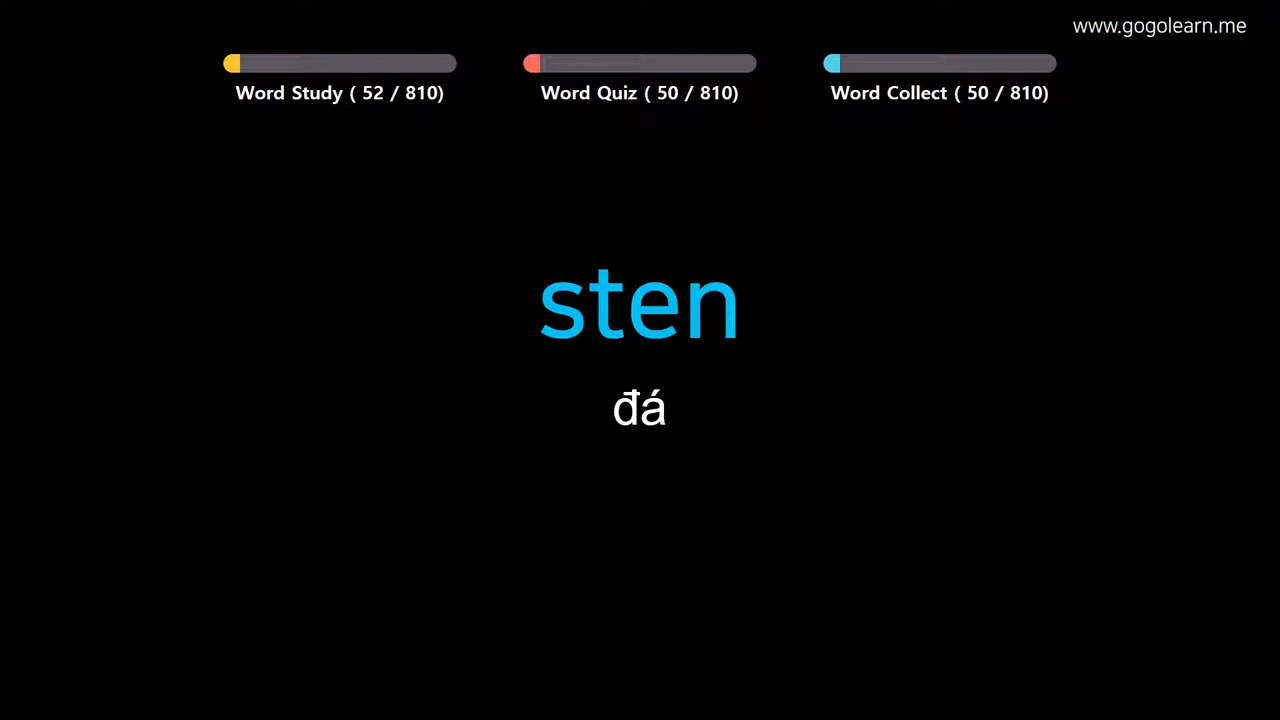 www.gogolearn.me
Word Study ( 52 / 810)
Word Quiz ( 50 / 810)
Word Collect ( 50 / 810)
sten
đá